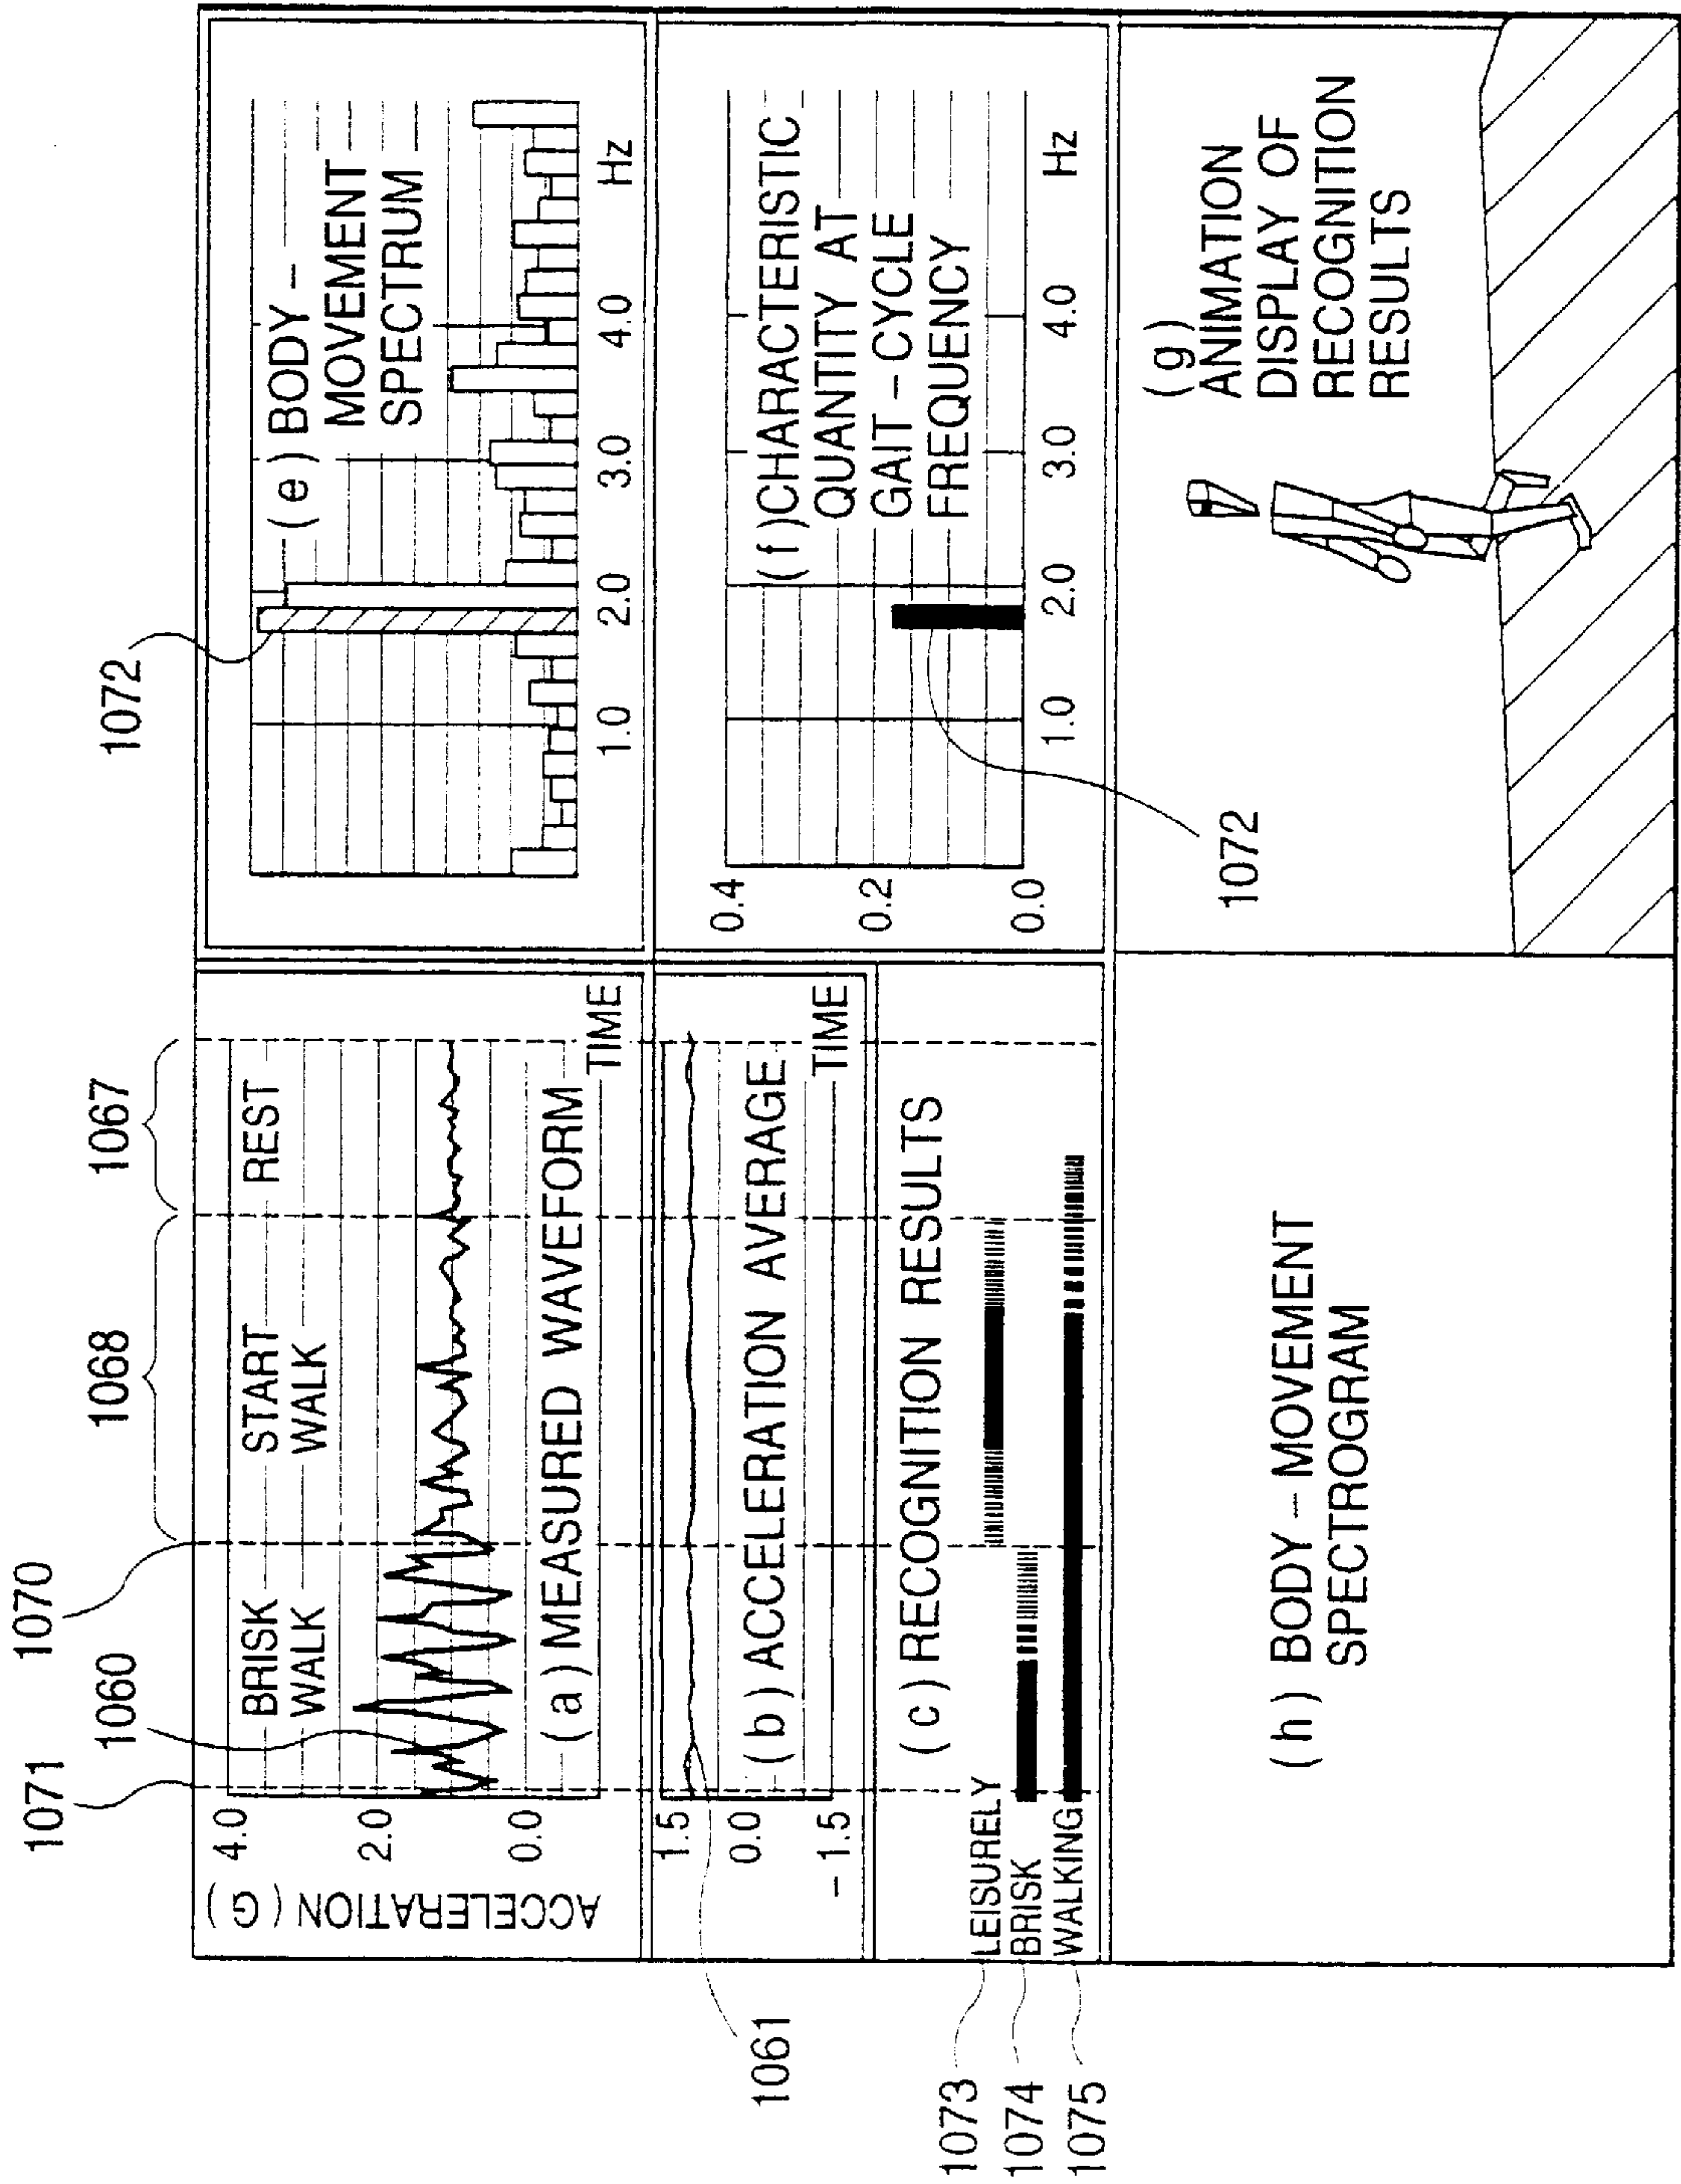 1071
1060
1070
1068
1067
1072
ACCELERATION (G)
4.0
2.0
0.0
BRISK
WALK
START
WALK
REST
(a) MEASURED WAVEFORM
TIME
1061
1.5
0.0
-1.5
(b) ACCELERATION AVERAGE
TIME
(c) RECOGNITION RESULTS
1073
LEISURELY
1074
BRISK
1075
WALKING
(h) BODY-MOVEMENT
SPECTROGRAM
(e) BODY-
MOVEMENT
SPECTRUM
1.0
2.0
3.0
4.0
Hz
0.4
0.2
0.0
(f) CHARACTERISTIC
QUANTITY AT
GAIT-CYCLE
FREQUENCY
1.0
2.0
3.0
4.0
Hz
1072
(g)
ANIMATION
DISPLAY OF
RECOGNITION
RESULTS